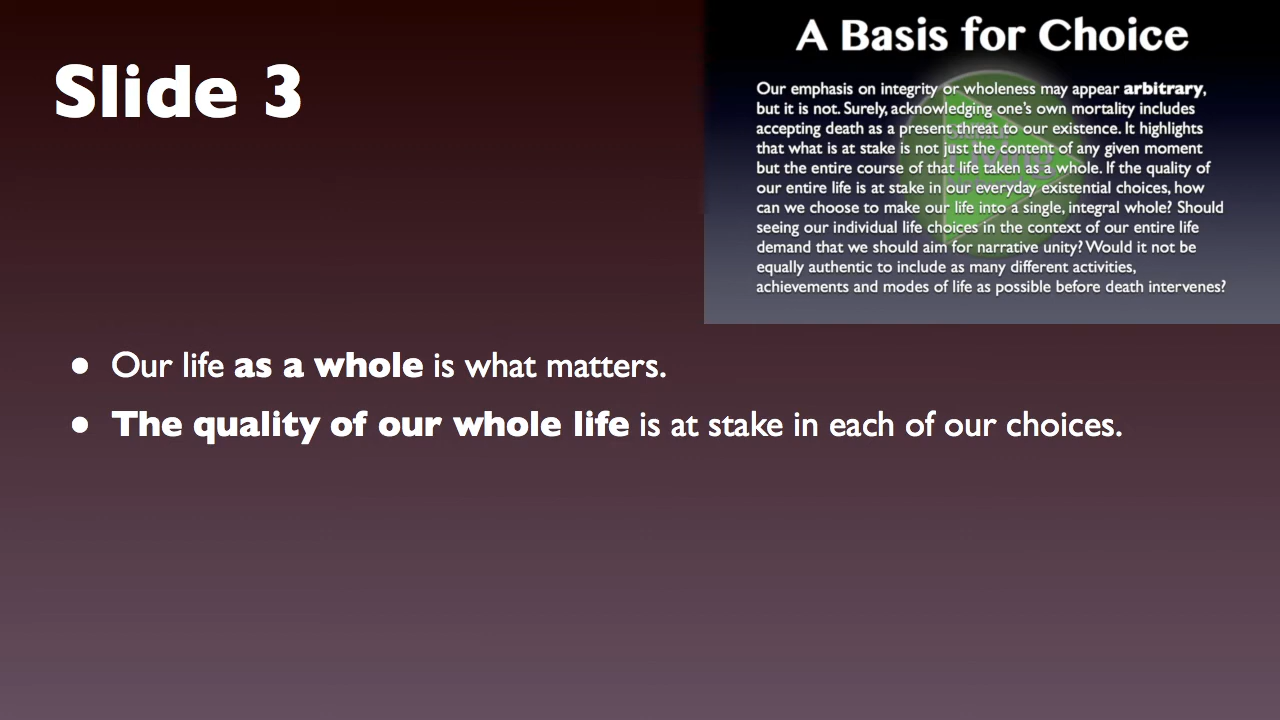 Slide 3
A Basis for Choice
Our emphasis on integrity or wholeness may appear arbitrary,
but it is not. Surely, acknowledging one's own mortality includes
accepting death as a present threat to our existence. It highlights
that what is at stake is not just the content of any given moment
but the entire course of that life taken as a whole. If the quality of
our entire life is at stake in our everyday existential choices, how
can we choose to make our life into a single, integral whole? Should
seeing our individual life choices in the context of our entire life
demand that we should aim for narrative unity? Would it not be
equally authentic to include as many different activities,
achievements and modes of life as possible before death intervenes?
● Our life as a whole is what matters.
● The quality of our whole life is at stake in each of our choices.